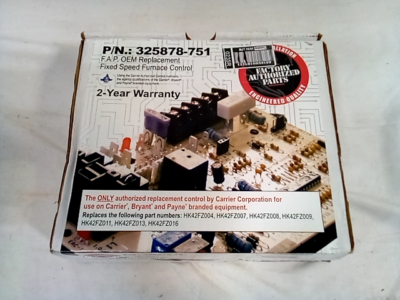 P/N.: 325878-751
F.A.P. OEM Replacement
Fixed Speed Furnace Control
2-Year Warranty
FACTORY
AUTHORIZED
PARTS
ENGINEERED QUALITY
The ONLY authorized replacement control by Carrier Corporation for
use on Carrier, Bryant and Payne branded equipment.
Replaces the following part numbers: HK42FZ004, HK42FZ007, HK42FZ008, HK42FZ009,
HK42FZ011, HK42FZ013, HK42FZ016